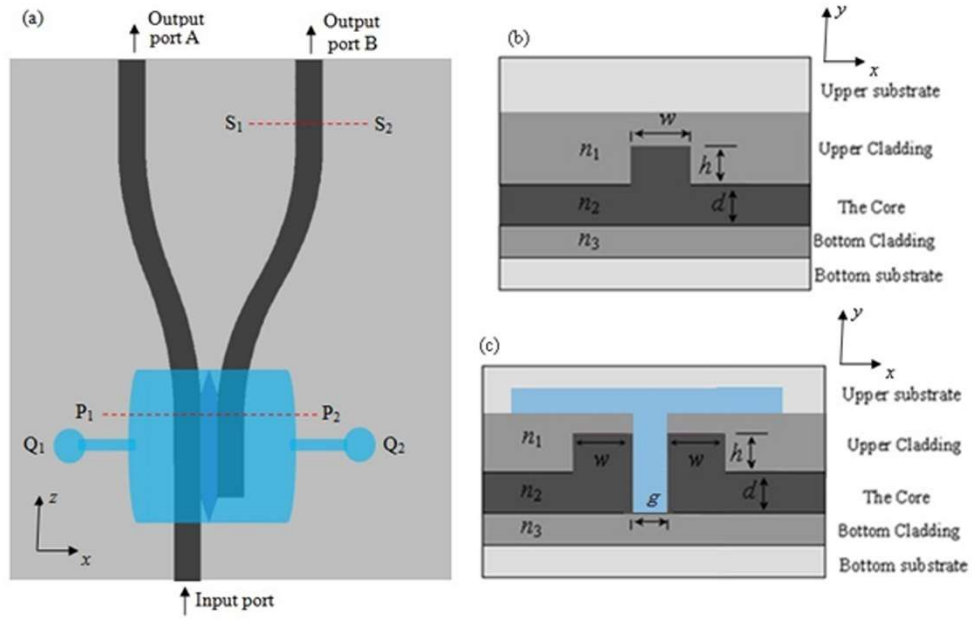 (a)
Output
port A
Output
port B
S₁ S₂
P₁ P₂
Q₁ Q₂
z
x
Input port
(b)
y
x
Upper substrate
w
n₁
h
Upper Cladding
n₂
d
The Core
n₃
Bottom Cladding
Bottom substrate
(c)
y
x
Upper substrate
n₁
w
w
h
Upper Cladding
n₂
g
d
The Core
n₃
Bottom Cladding
Bottom substrate